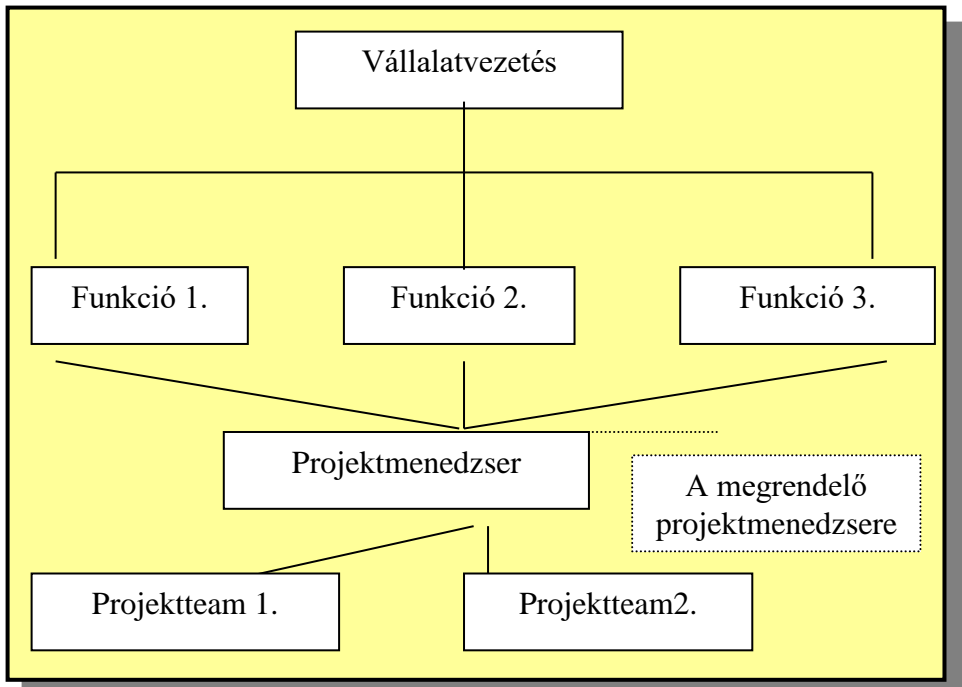 Vállalatvezetés
Funkció 1.
Funkció 2.
Funkció 3.
Projektmenedzser
A megrendelő
projektmenedzsere
Projektteam 1.
Projektteam2.